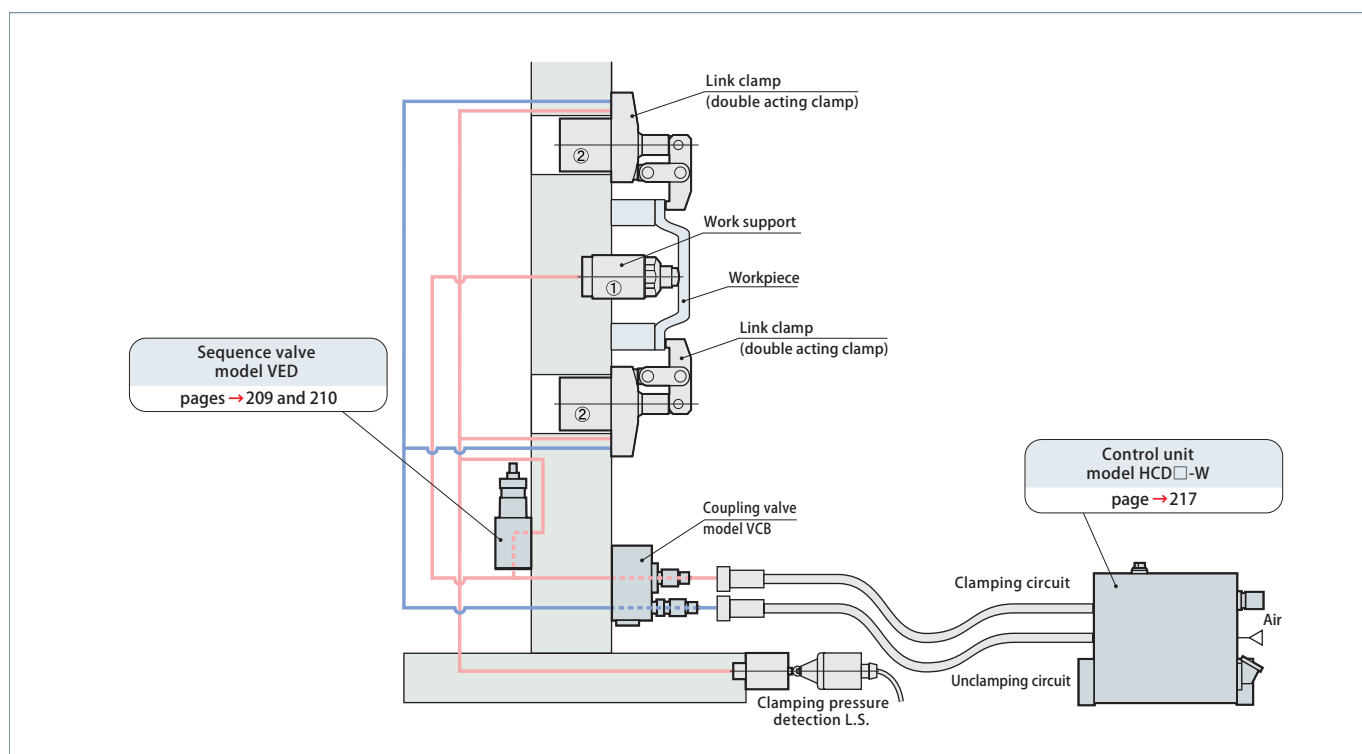 Link clamp
(double acting clamp)
②
Work support
①
Workpiece
Link clamp
(double acting clamp)
②
Sequence valve
model VED
pages → 209 and 210
Control unit
model HCD□-W
page → 217
Coupling valve
model VCB
Clamping circuit
Air
Unclamping circuit
Clamping pressure
detection L.S.